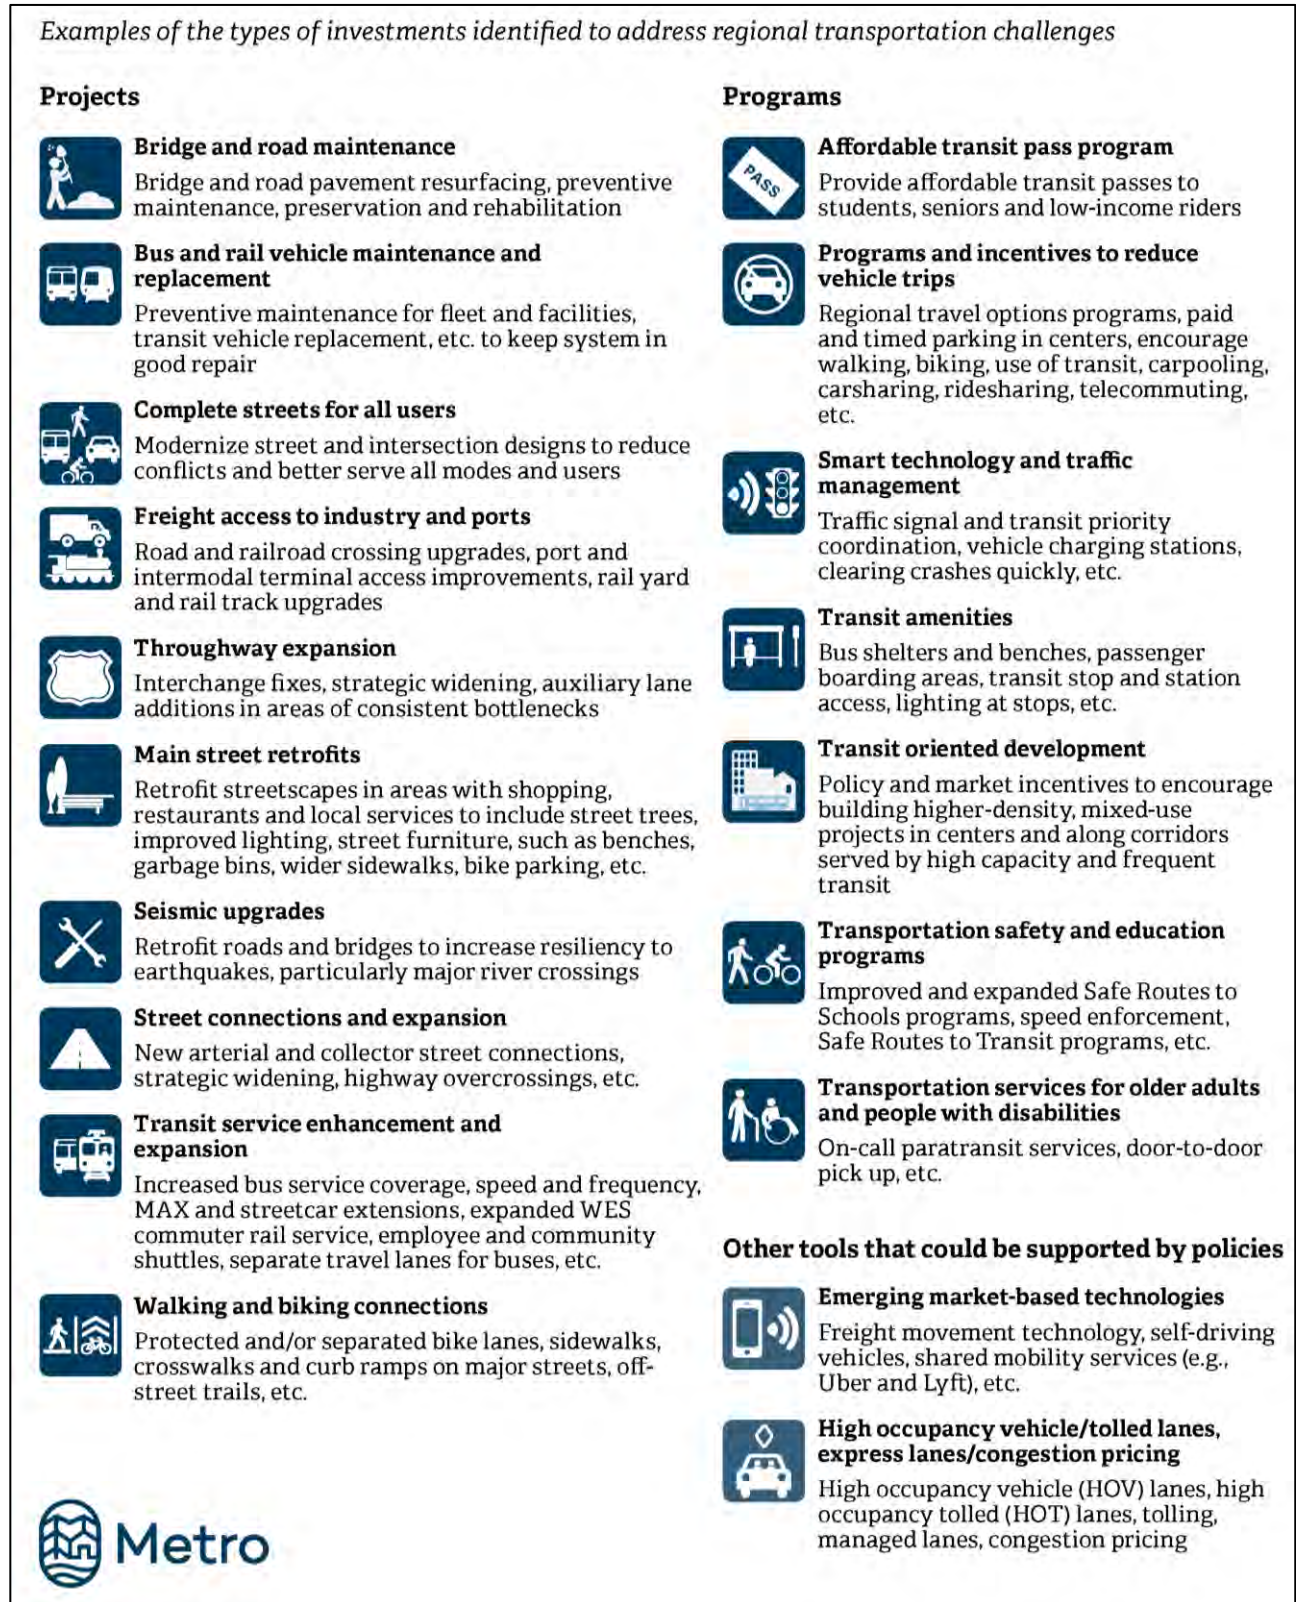 Examples of the types of investments identified to address regional transportation challenges
Projects
Bridge and road maintenance
Bridge and road pavement resurfacing, preventive
maintenance, preservation and rehabilitation
Bus and rail vehicle maintenance and
replacement
Preventive maintenance for fleet and facilities,
transit vehicle replacement, etc. to keep system in
good repair
Complete streets for all users
Modernize street and intersection designs to reduce
conflicts and better serve all modes and users
Freight access to industry and ports
Road and railroad crossing upgrades, port and
intermodal terminal access improvements, rail yard
and rail track upgrades
Throughway expansion
Interchange fixes, strategic widening, auxiliary lane
additions in areas of consistent bottlenecks
Main street retrofits
Retrofit streetscapes in areas with shopping,
restaurants and local services to include street trees,
improved lighting, street furniture, such as benches,
garbage bins, wider sidewalks, bike parking, etc.
Seismic upgrades
Retrofit roads and bridges to increase resiliency to
earthquakes, particularly major river crossings
Street connections and expansion
New arterial and collector street connections,
strategic widening, highway overcrossings, etc.
Transit service enhancement and
expansion
Increased bus service coverage, speed and frequency,
MAX and streetcar extensions, expanded WES
commuter rail service, employee and community
shuttles, separate travel lanes for buses, etc.
Walking and biking connections
Protected and/or separated bike lanes, sidewalks,
crosswalks and curb ramps on major streets, off-
street trails, etc.
Metro
Programs
PASS
Affordable transit pass program
Provide affordable transit passes to
students, seniors and low-income riders
Programs and incentives to reduce
vehicle trips
Regional travel options programs, paid
and timed parking in centers, encourage
walking, biking, use of transit, carpooling,
carsharing, ridesharing, telecommuting,
etc.
Smart technology and traffic
management
Traffic signal and transit priority
coordination, vehicle charging stations,
clearing crashes quickly, etc.
Transit amenities
Bus shelters and benches, passenger
boarding areas, transit stop and station
access, lighting at stops, etc.
Transit oriented development
Policy and market incentives to encourage
building higher-density, mixed-use
projects in centers and along corridors
served by high capacity and frequent
transit
Transportation safety and education
programs
Improved and expanded Safe Routes to
Schools programs, speed enforcement,
Safe Routes to Transit programs, etc.
Transportation services for older adults
and people with disabilities
On-call paratransit services, door-to-door
pick up, etc.
Other tools that could be supported by policies
Emerging market-based technologies
Freight movement technology, self-driving
vehicles, shared mobility services (e.g.,
Uber and Lyft), etc.
High occupancy vehicle/tolled lanes,
express lanes/congestion pricing
High occupancy vehicle (HOV) lanes, high
occupancy tolled (HOT) lanes, tolling,
managed lanes, congestion pricing